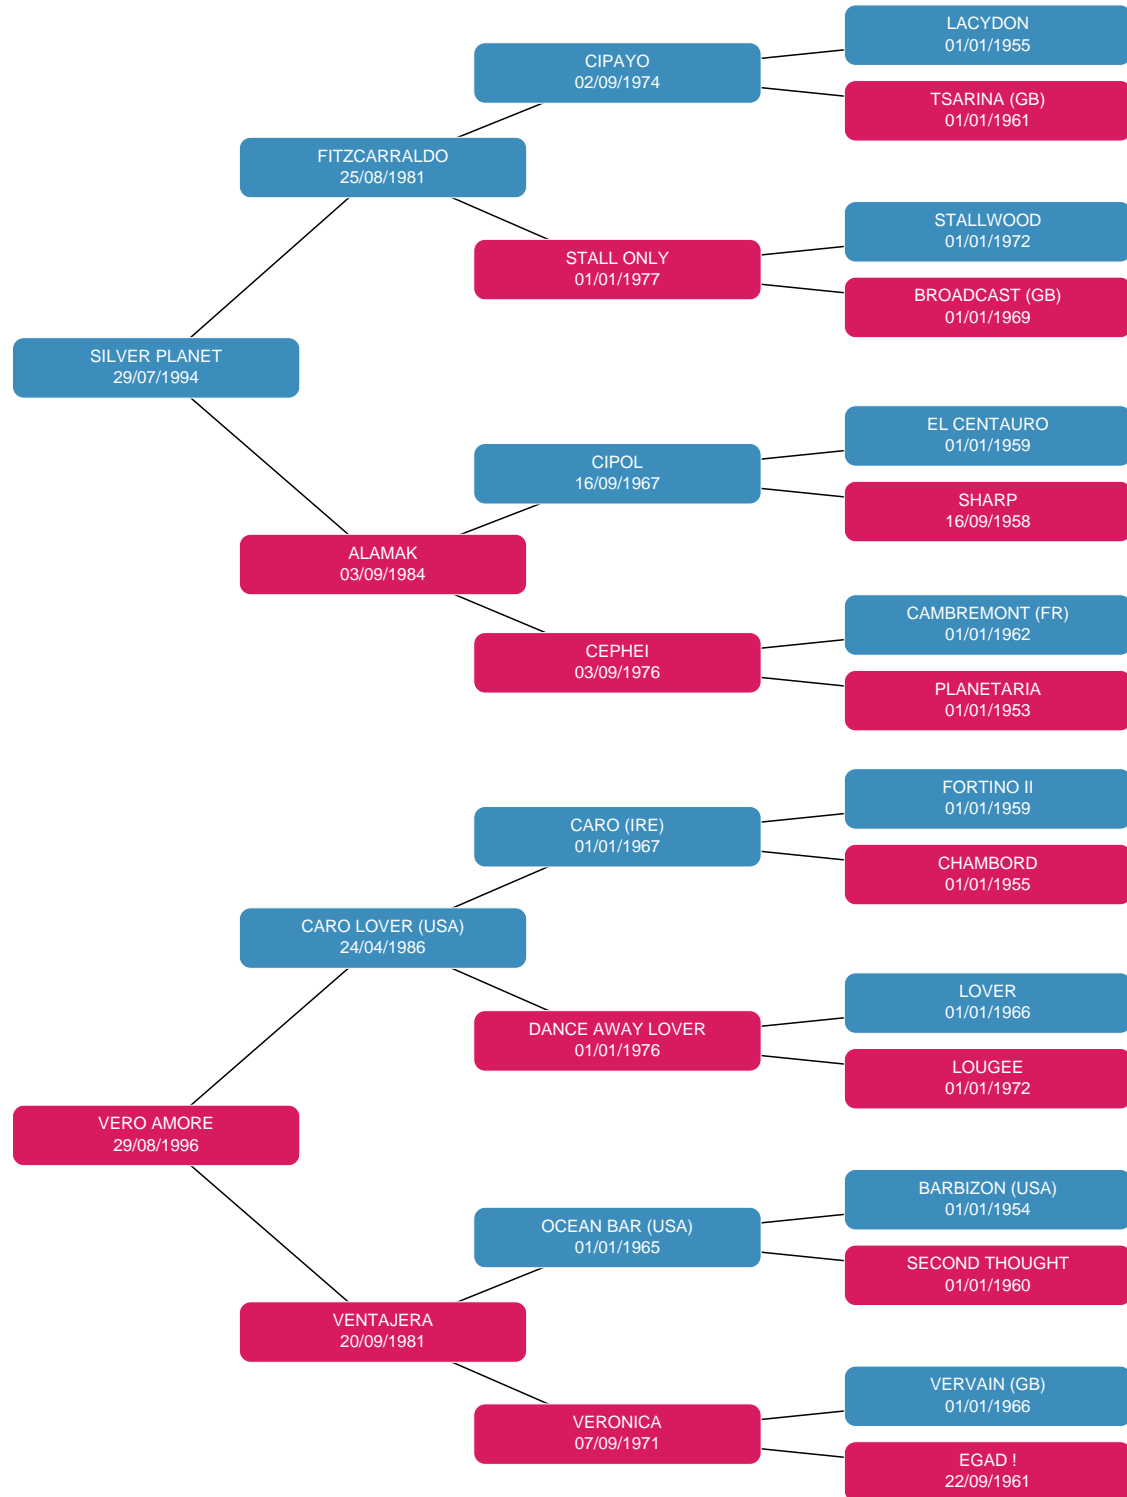 LACYDON
01/01/1955
CIPAYO
02/09/1974
TSARINA (GB)
01/01/1961
FITZCARRALDO
25/08/1981
STALLWOOD
01/01/1972
STALL ONLY
01/01/1977
BROADCAST (GB)
01/01/1969
SILVER PLANET
29/07/1994
EL CENTAURO
01/01/1959
CIPOL
16/09/1967
SHARP
16/09/1958
ALAMAK
03/09/1984
CAMBREMONT (FR)
01/01/1962
CEPHEI
03/09/1976
PLANETARIA
01/01/1953
FORTINO II
01/01/1959
CARO (IRE)
01/01/1967
CHAMBORD
01/01/1955
CARO LOVER (USA)
24/04/1986
LOVER
01/01/1966
DANCE AWAY LOVER
01/01/1976
LOUGEE
01/01/1972
VERO AMORE
29/08/1996
BARBIZON (USA)
01/01/1954
OCEAN BAR (USA)
01/01/1965
SECOND THOUGHT
01/01/1960
VENTAJERA
20/09/1981
VERVAIN (GB)
01/01/1966
VERONICA
07/09/1971
EGAD !
22/09/1961